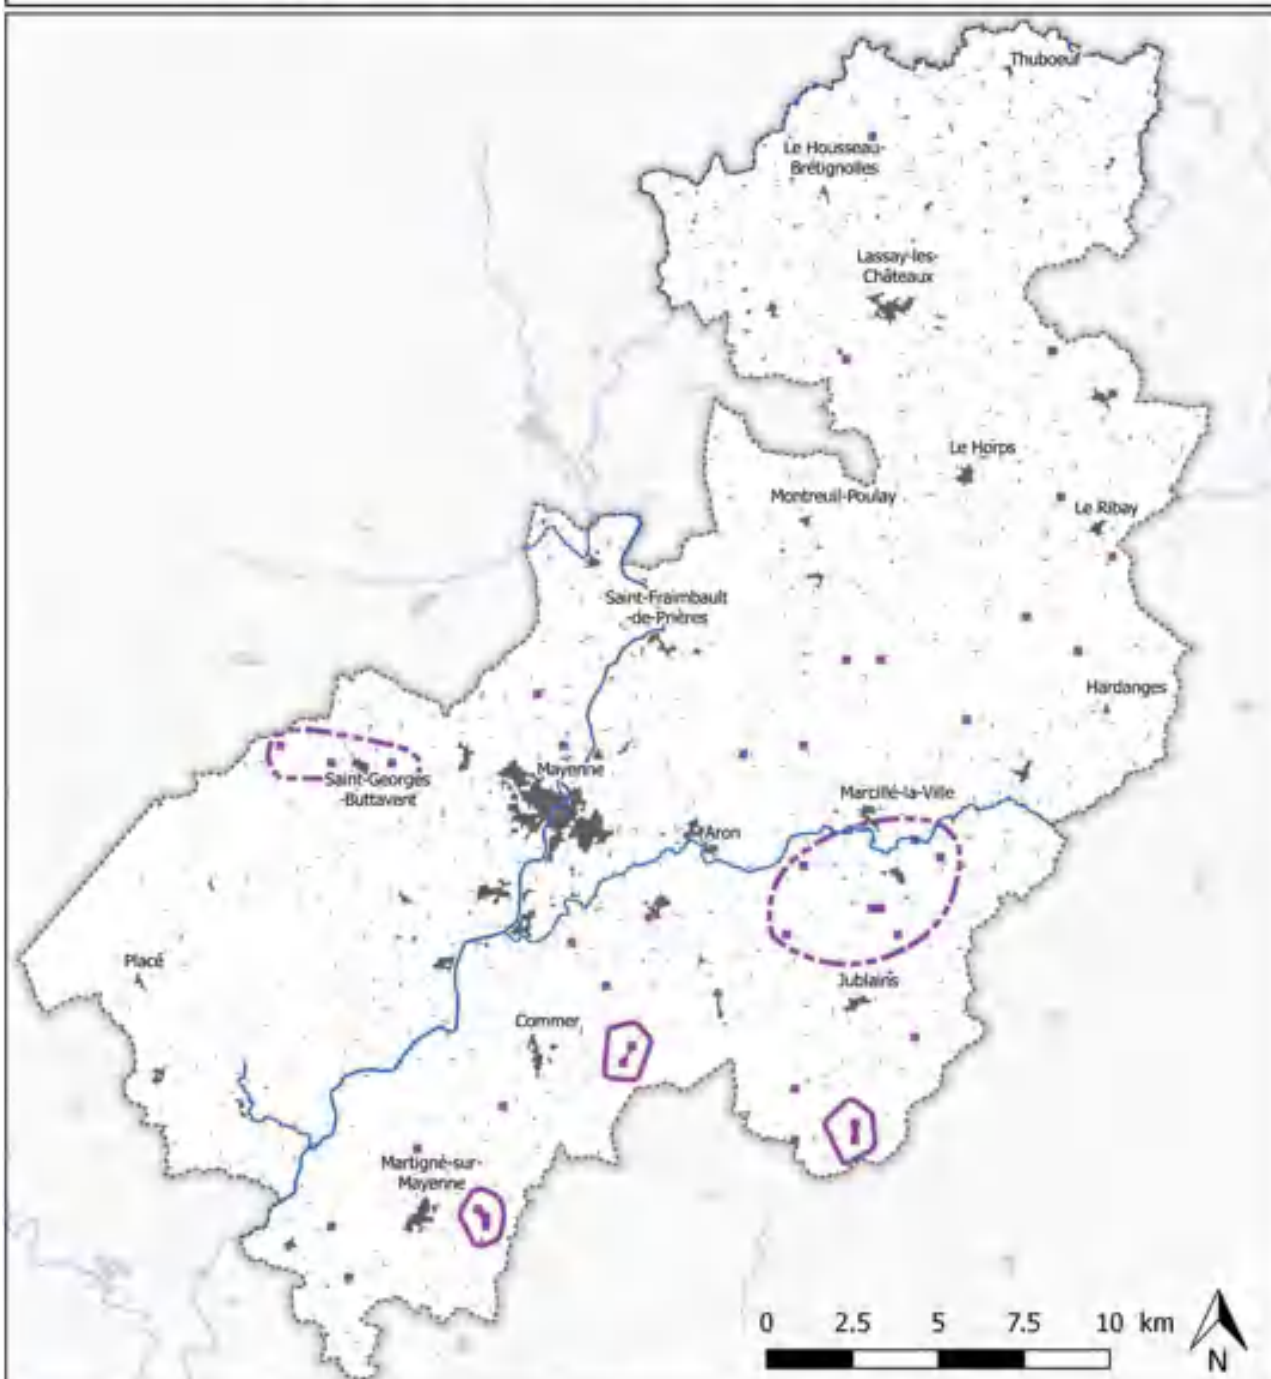 Thuboeuf
Le Housseau-
Brétignolles
Lassay-les-
Châteaux
Le Horps
Montreuil-Poulay
Le Ribay
Saint-Fraimbault
-de-Prières
Hardanges
Mayenne
Saint-Georges
-Buttavent
Marcillé-la-Ville
Aron
Placé
Jublains
Commer
Martigné-sur-
Mayenne
0 2.5 5 7.5 10 km
N